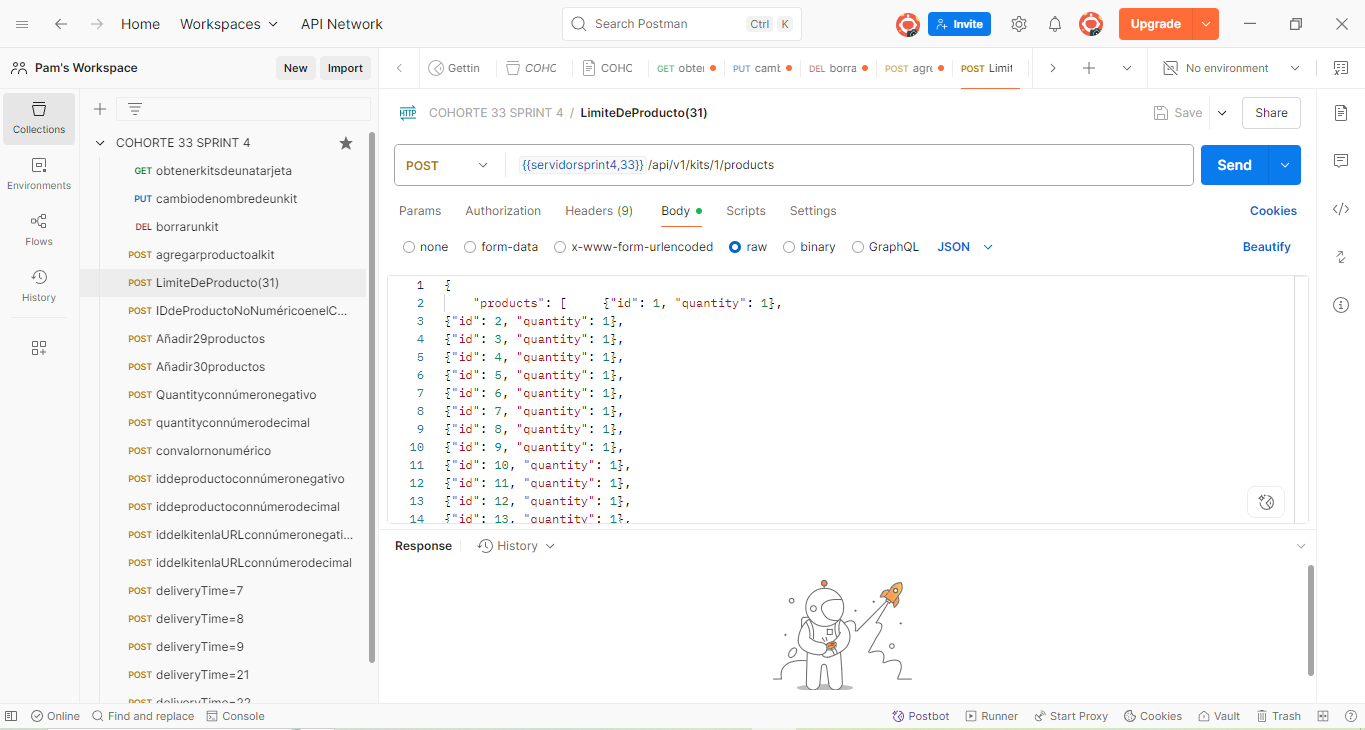 Home
Workspaces
API Network
Search Postman
Ctrl
K
Invite
Upgrade
Pam's Workspace
New
Import
Gettin
COHC
COHC
GET obter
PUT camb
DEL borra
POST agre
POST Limit
No environment
Collections
Environments
Flows
History
COHORTE 33 SPRINT 4
GET obtenerkitsdeunatarjeta
PUT cambiodenombredeunkit
DEL borrarunkit
POST agregarproductoalkit
POST LimiteDeProducto(31)
POST IDdeProductoNoNuméricoenelC...
POST Añadir29productos
POST Añadir30productos
POST Quantityconnúmeronegativo
POST quantityconnúmerodecimal
POST convalornonumérico
POST iddeproductoconnúmeronegativo
POST iddeproductoconnúmerodecimal
POST iddelkitenlaURLconnúmeronegati...
POST iddelkitenlaURLconnúmerodecimal
POST deliveryTime=7
POST deliveryTime=8
POST deliveryTime=9
POST deliveryTime=21
POST deliveryTime=22
HTTP COHORTE 33 SPRINT 4 / LimiteDeProducto(31)
Save
Share
POST
{{servidorsprint4,33}} /api/v1/kits/1/products
Send
Params
Authorization
Headers (9)
Body
Scripts
Settings
Cookies
none
form-data
x-www-form-urlencoded
raw
binary
GraphQL
JSON
Beautify
1 {
2 "products": [ {"id": 1, "quantity": 1},
3 {"id": 2, "quantity": 1},
4 {"id": 3, "quantity": 1},
5 {"id": 4, "quantity": 1},
6 {"id": 5, "quantity": 1},
7 {"id": 6, "quantity": 1},
8 {"id": 7, "quantity": 1},
9 {"id": 8, "quantity": 1},
10 {"id": 9, "quantity": 1},
11 {"id": 10, "quantity": 1},
12 {"id": 11, "quantity": 1},
13 {"id": 12, "quantity": 1},
14 {"id": 13, "quantity": 1},
Response
History
Online
Find and replace
Console
Postbot
Runner
Start Proxy
Cookies
Vault
Trash